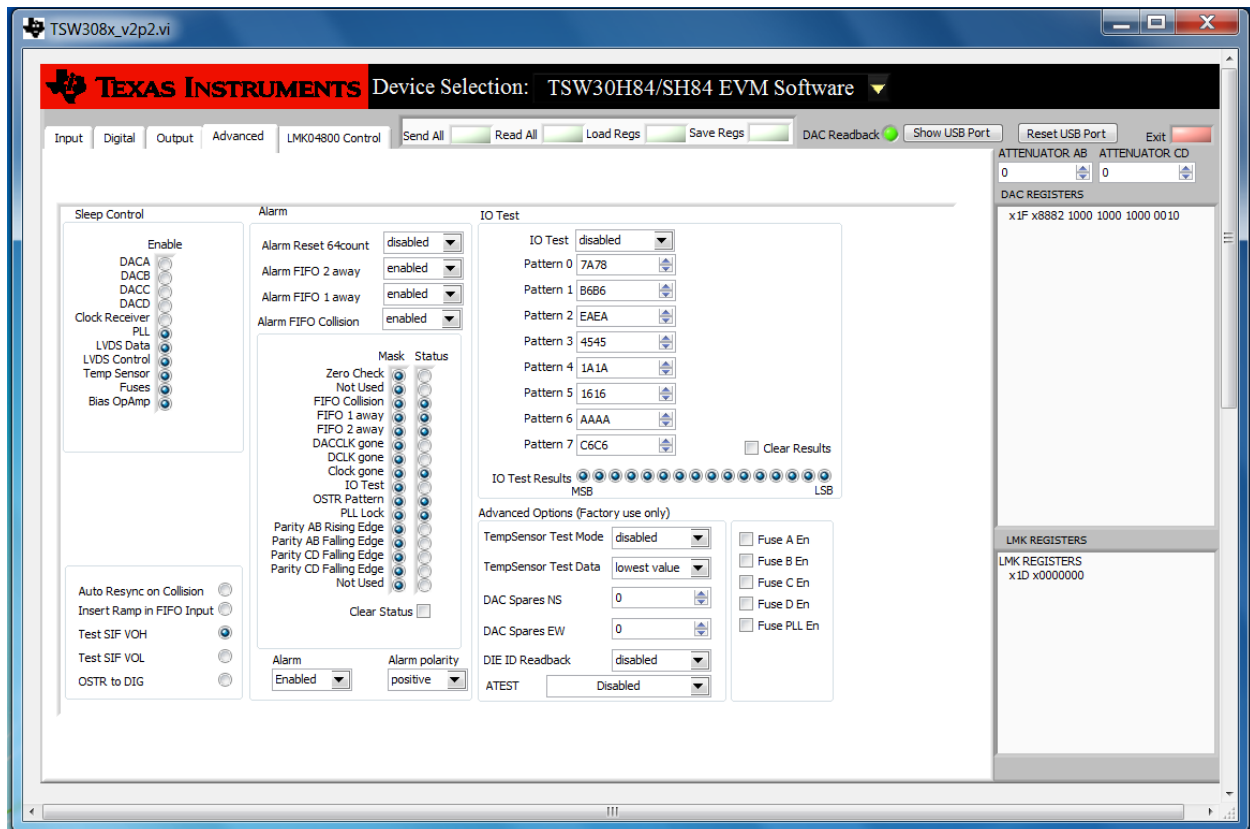 TSW308x_v2p2.vi
TEXAS INSTRUMENTS Device Selection: TSW30H84/SH84 EVM Software
Input Digital Output Advanced LMK04800 Control Send All Read All Load Regs Save Regs DAC Readback Show USB Port Reset USB Port Exit
ATTENUATOR AB ATTENUATOR CD
0 0
DAC REGISTERS
x1F x8882 1000 1000 1000 0010
Sleep Control
Enable
DACA
DACB
DACC
DACD
Clock Receiver
PLL
LVDS Data
LVDS Control
Temp Sensor
Fuses
Bias OpAmp
Auto Resync on Collision
Insert Ramp in FIFO Input
Test SIF VOH
Test SIF VOL
OSTR to DIG
Alarm
Alarm Reset 64count disabled
Alarm FIFO 2 away enabled
Alarm FIFO 1 away enabled
Alarm FIFO Collision enabled
Mask Status
Zero Check
Not Used
FIFO Collision
FIFO 1 away
FIFO 2 away
DACCLK gone
DCLK gone
Clock gone
IO Test
OSTR Pattern
PLL Lock
Parity AB Rising Edge
Parity AB Falling Edge
Parity CD Falling Edge
Parity CD Falling Edge
Not Used
Clear Status
Alarm Alarm polarity
Enabled positive
IO Test
IO Test disabled
Pattern 0 7A78
Pattern 1 B6B6
Pattern 2 EAEA
Pattern 3 4545
Pattern 4 1A1A
Pattern 5 1616
Pattern 6 AAAA
Pattern 7 C6C6
Clear Results
IO Test Results
MSB LSB
Advanced Options (Factory use only)
TempSensor Test Mode disabled
TempSensor Test Data lowest value
DAC Spares NS 0
DAC Spares EW 0
DIE ID Readback disabled
ATEST Disabled
Fuse A En
Fuse B En
Fuse C En
Fuse D En
Fuse PLL En
LMK REGISTERS
LMK REGISTERS
x1D x0000000